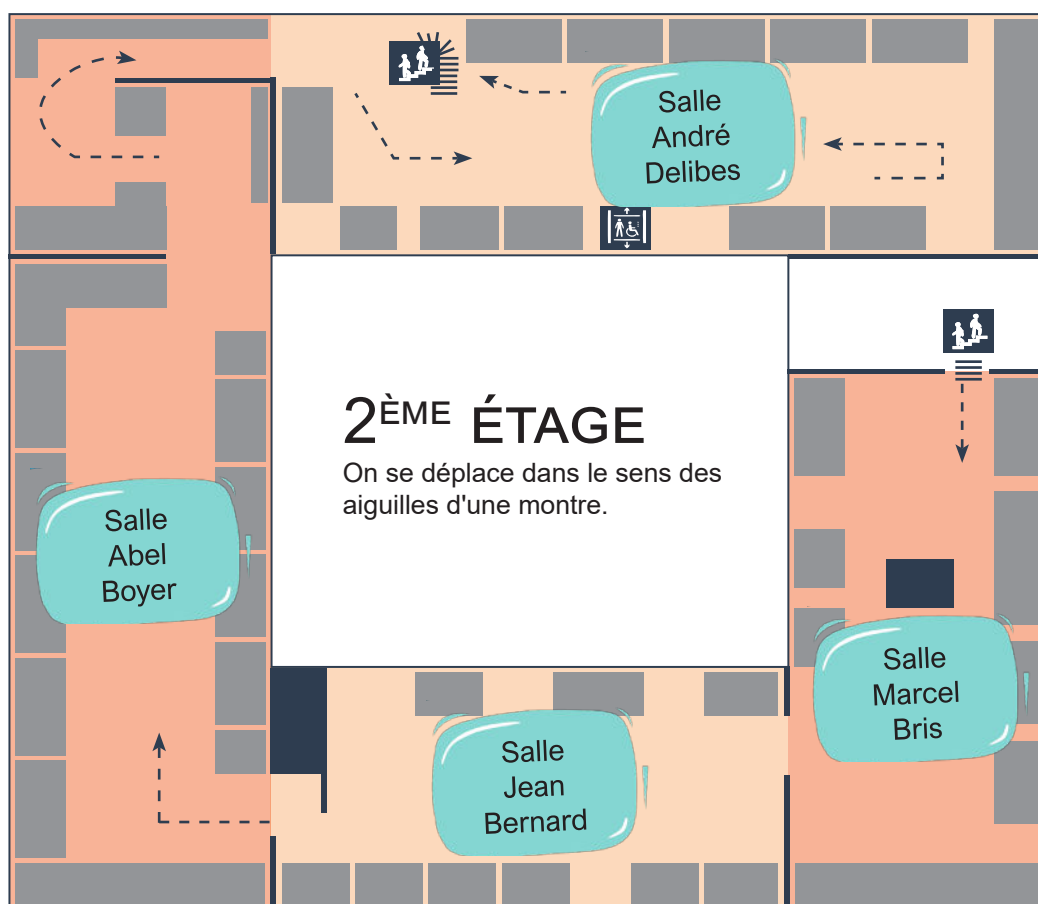 Salle
André
Delibes
2ÈME ÉTAGE
On se déplace dans le sens des
aiguilles d'une montre.
Salle
Abel
Boyer
Salle
Marcel
Bris
Salle
Jean
Bernard